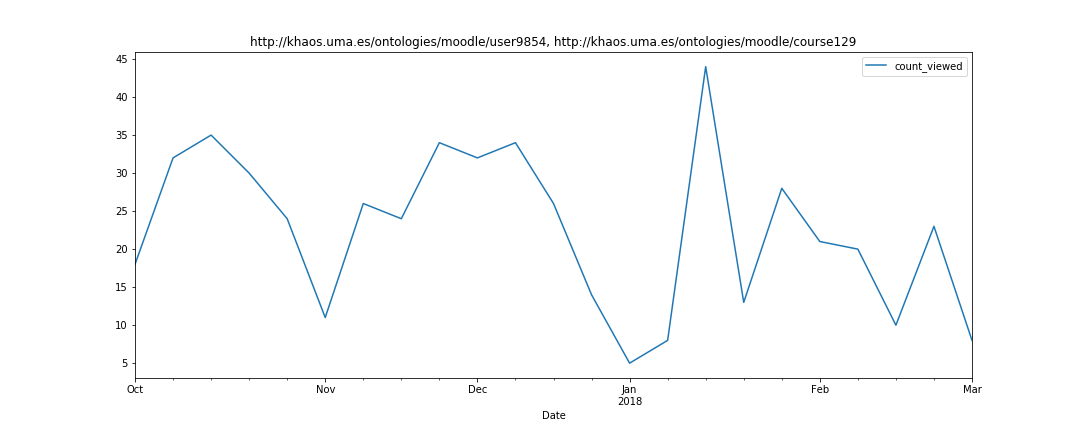 http://khaos.uma.es/ontologies/moodle/user9854, http://khaos.uma.es/ontologies/moodle/course129
count_viewed
45
40
35
30
25
20
15
10
5
Oct Nov Dec Jan Feb Mar
2018
Date